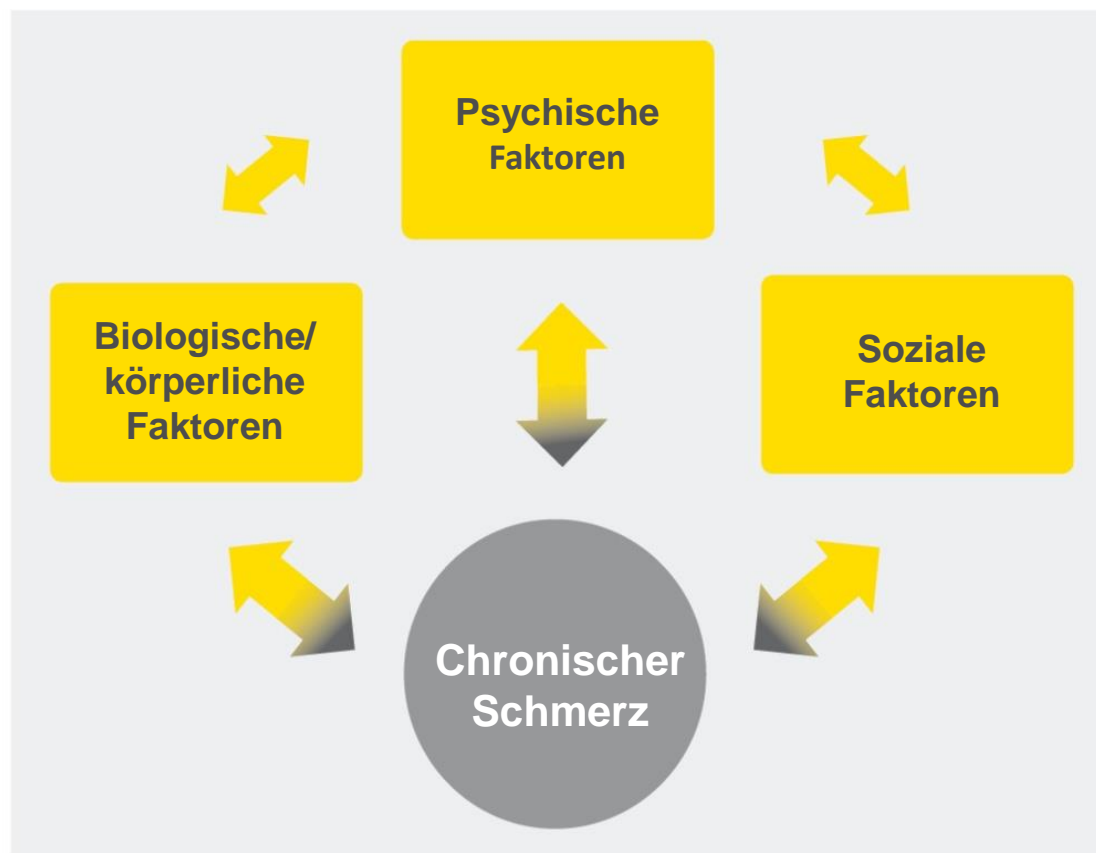 Psychische
Faktoren
Biologische/
körperliche
Faktoren
Soziale
Faktoren
Chronischer
Schmerz